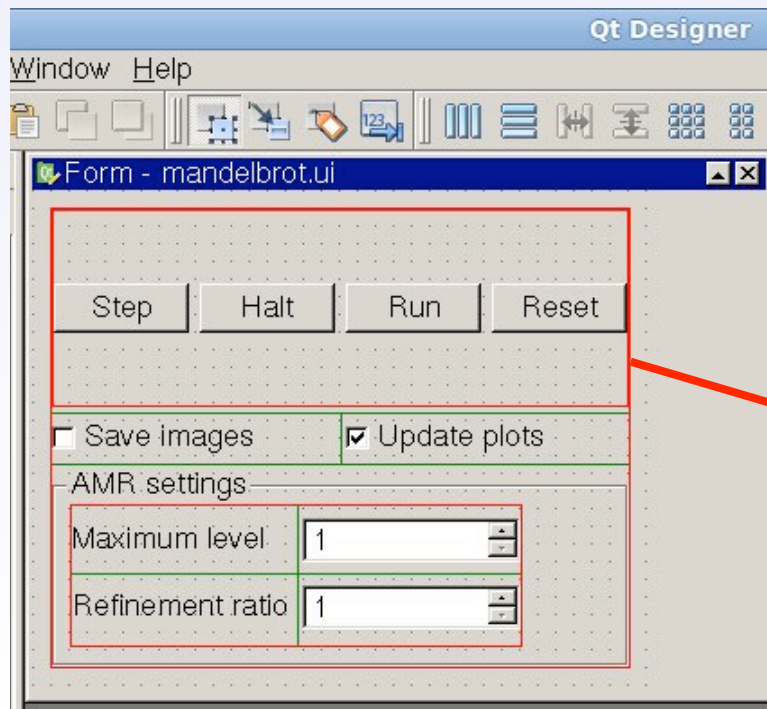 Qt Designer
Window Help
123
Form - mandelbrot.ui
Step Halt Run Reset
Save images Update plots
AMR settings
Maximum level 1
Refinement ratio 1